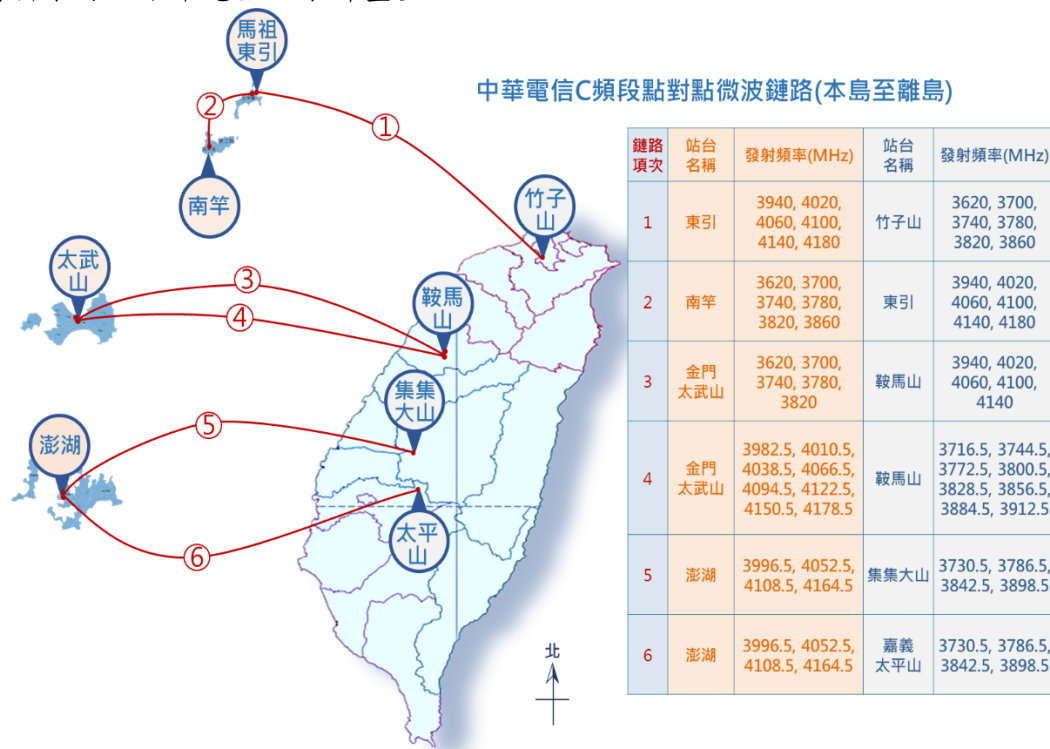 馬祖
東引
②
①
南竿
竹子
山
太武
山
③
④
鞍馬
山
集集
大山
⑤
澎湖
⑥
太平
山
北
中華電信C頻段點對點微波鏈路(本島至離島)
鏈路
項次
站台
名稱
發射頻率(MHz)
站台
名稱
發射頻率(MHz)
1
東引
3940, 4020,
4060, 4100,
4140, 4180
竹子山
3620, 3700,
3740, 3780,
3820, 3860
2
南竿
3620, 3700,
3740, 3780,
3820, 3860
東引
3940, 4020,
4060, 4100,
4140, 4180
3
金門
太武山
3620, 3700,
3740, 3780,
3820
鞍馬山
3940, 4020,
4060, 4100,
4140
4
金門
太武山
3982.5, 4010.5,
4038.5, 4066.5,
4094.5, 4122.5,
4150.5, 4178.5
鞍馬山
3716.5, 3744.5,
3772.5, 3800.5,
3828.5, 3856.5,
3884.5, 3912.5
5
澎湖
3996.5, 4052.5,
4108.5, 4164.5
集集大山
3730.5, 3786.5,
3842.5, 3898.5
6
澎湖
3996.5, 4052.5,
4108.5, 4164.5
嘉義
太平山
3730.5, 3786.5,
3842.5, 3898.5